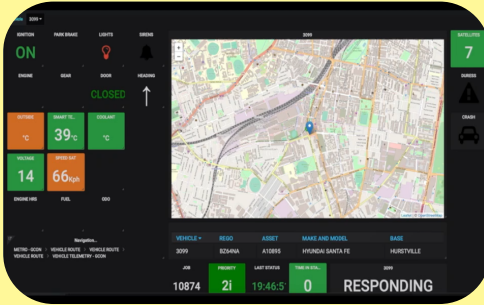 3099
IGNITION PARK BRAKE LIGHTS SIRENS
ON
ENGINE GEAR DOOR HEADING
CLOSED
OUTSIDE SMART TE... COOLANT
°C 39°C °C
VOLTAGE SPEED SAT
14 66Kph
ENGINE HRS FUEL ODO
Navigation...
METRO - GCON > VEHICLE ROUTE > VEHICLE ROUTE >
VEHICLE ROUTE > VEHICLE TELEMETRY - GCON
3099
+
-
Leaflet | © OpenStreetMap
SATELLITES
7
DURESS
CRASH
VEHICLE REGO ASSET MAKE AND MODEL BASE
3099 BZ64NA A10895 HYUNDAI SANTA FE HURSTVILLE
JOB PRIORITY LAST STATUS TIME IN STA... 3099
10874 2i 19:46:5 0 RESPONDING